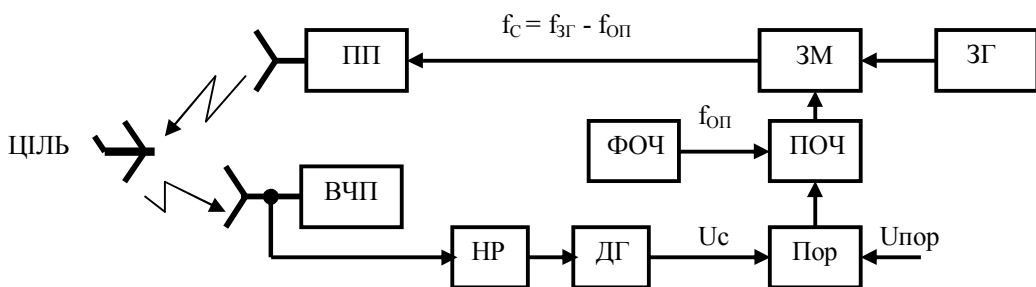 f_C = f_ЗГ - f_ОП
ПП
ЗМ
ЗГ
f_ОП
ЦІЛЬ
ФОЧ
ПОЧ
ВЧП
НР
ДГ
Uc
Пор
Uпор